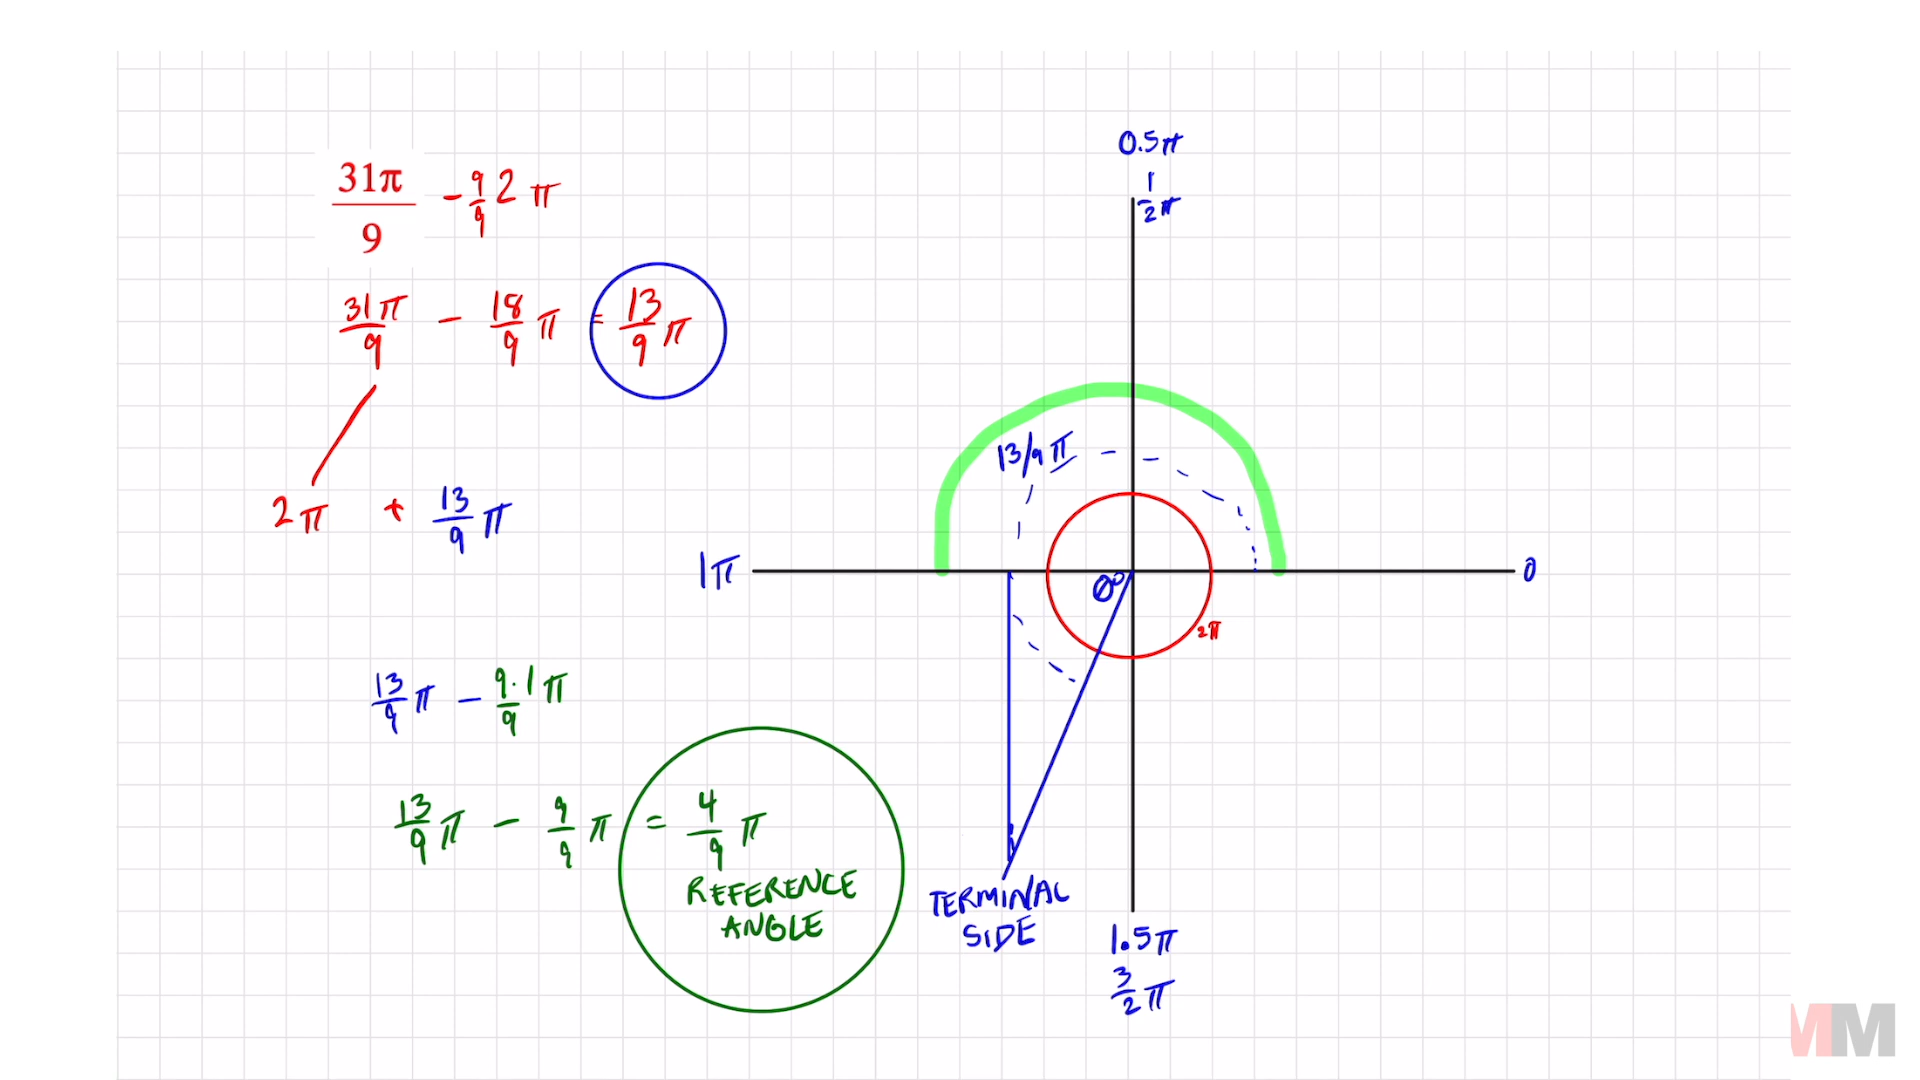 31π/9 - 9/9 2π
31π/9 - 18/9 π = 13/9 π
2π + 13/9 π
13/9 π - 9·1/9 π
13/9 π - 9/9 π = 4/9 π
REFERENCE
ANGLE
0.5π
1/2 π
13/9 π
1π
0
θ°
2π
TERMINAL
SIDE
1.5π
3/2 π
MM